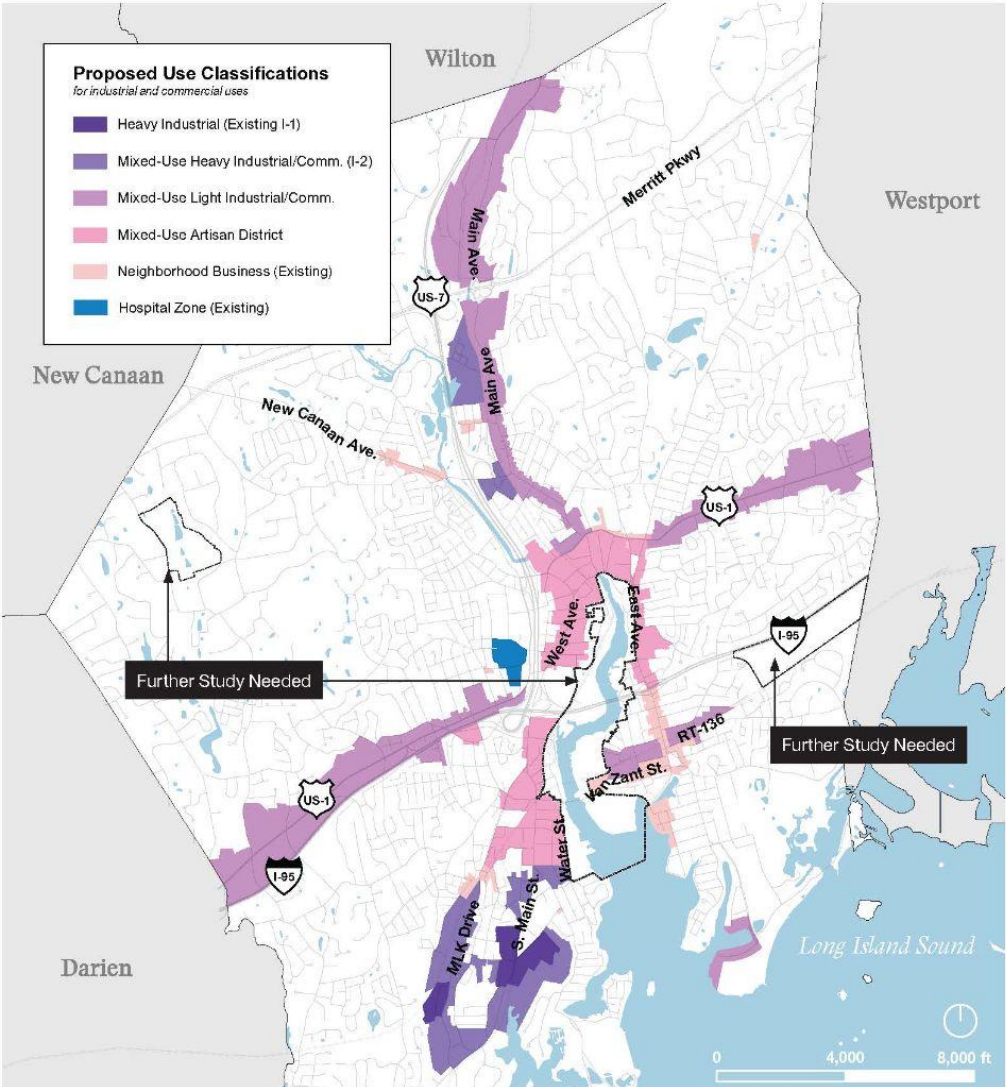 Wilton
Proposed Use Classifications
for industrial and commercial uses
Heavy Industrial (Existing I-1)
Mixed-Use Heavy Industrial/Comm. (I-2)
Mixed-Use Light Industrial/Comm.
Mixed-Use Artisan District
Neighborhood Business (Existing)
Hospital Zone (Existing)
Merritt Pkwy
Westport
Main Ave.
US-7
New Canaan
Main Ave
New Canaan Ave.
US-1
East Ave.
West Ave.
I-95
Further Study Needed
RT-136
Further Study Needed
Van Zant St.
US-1
Water St.
I-95
S. Main St.
MLK Drive
Long Island Sound
Darien
0 4,000 8,000 ft